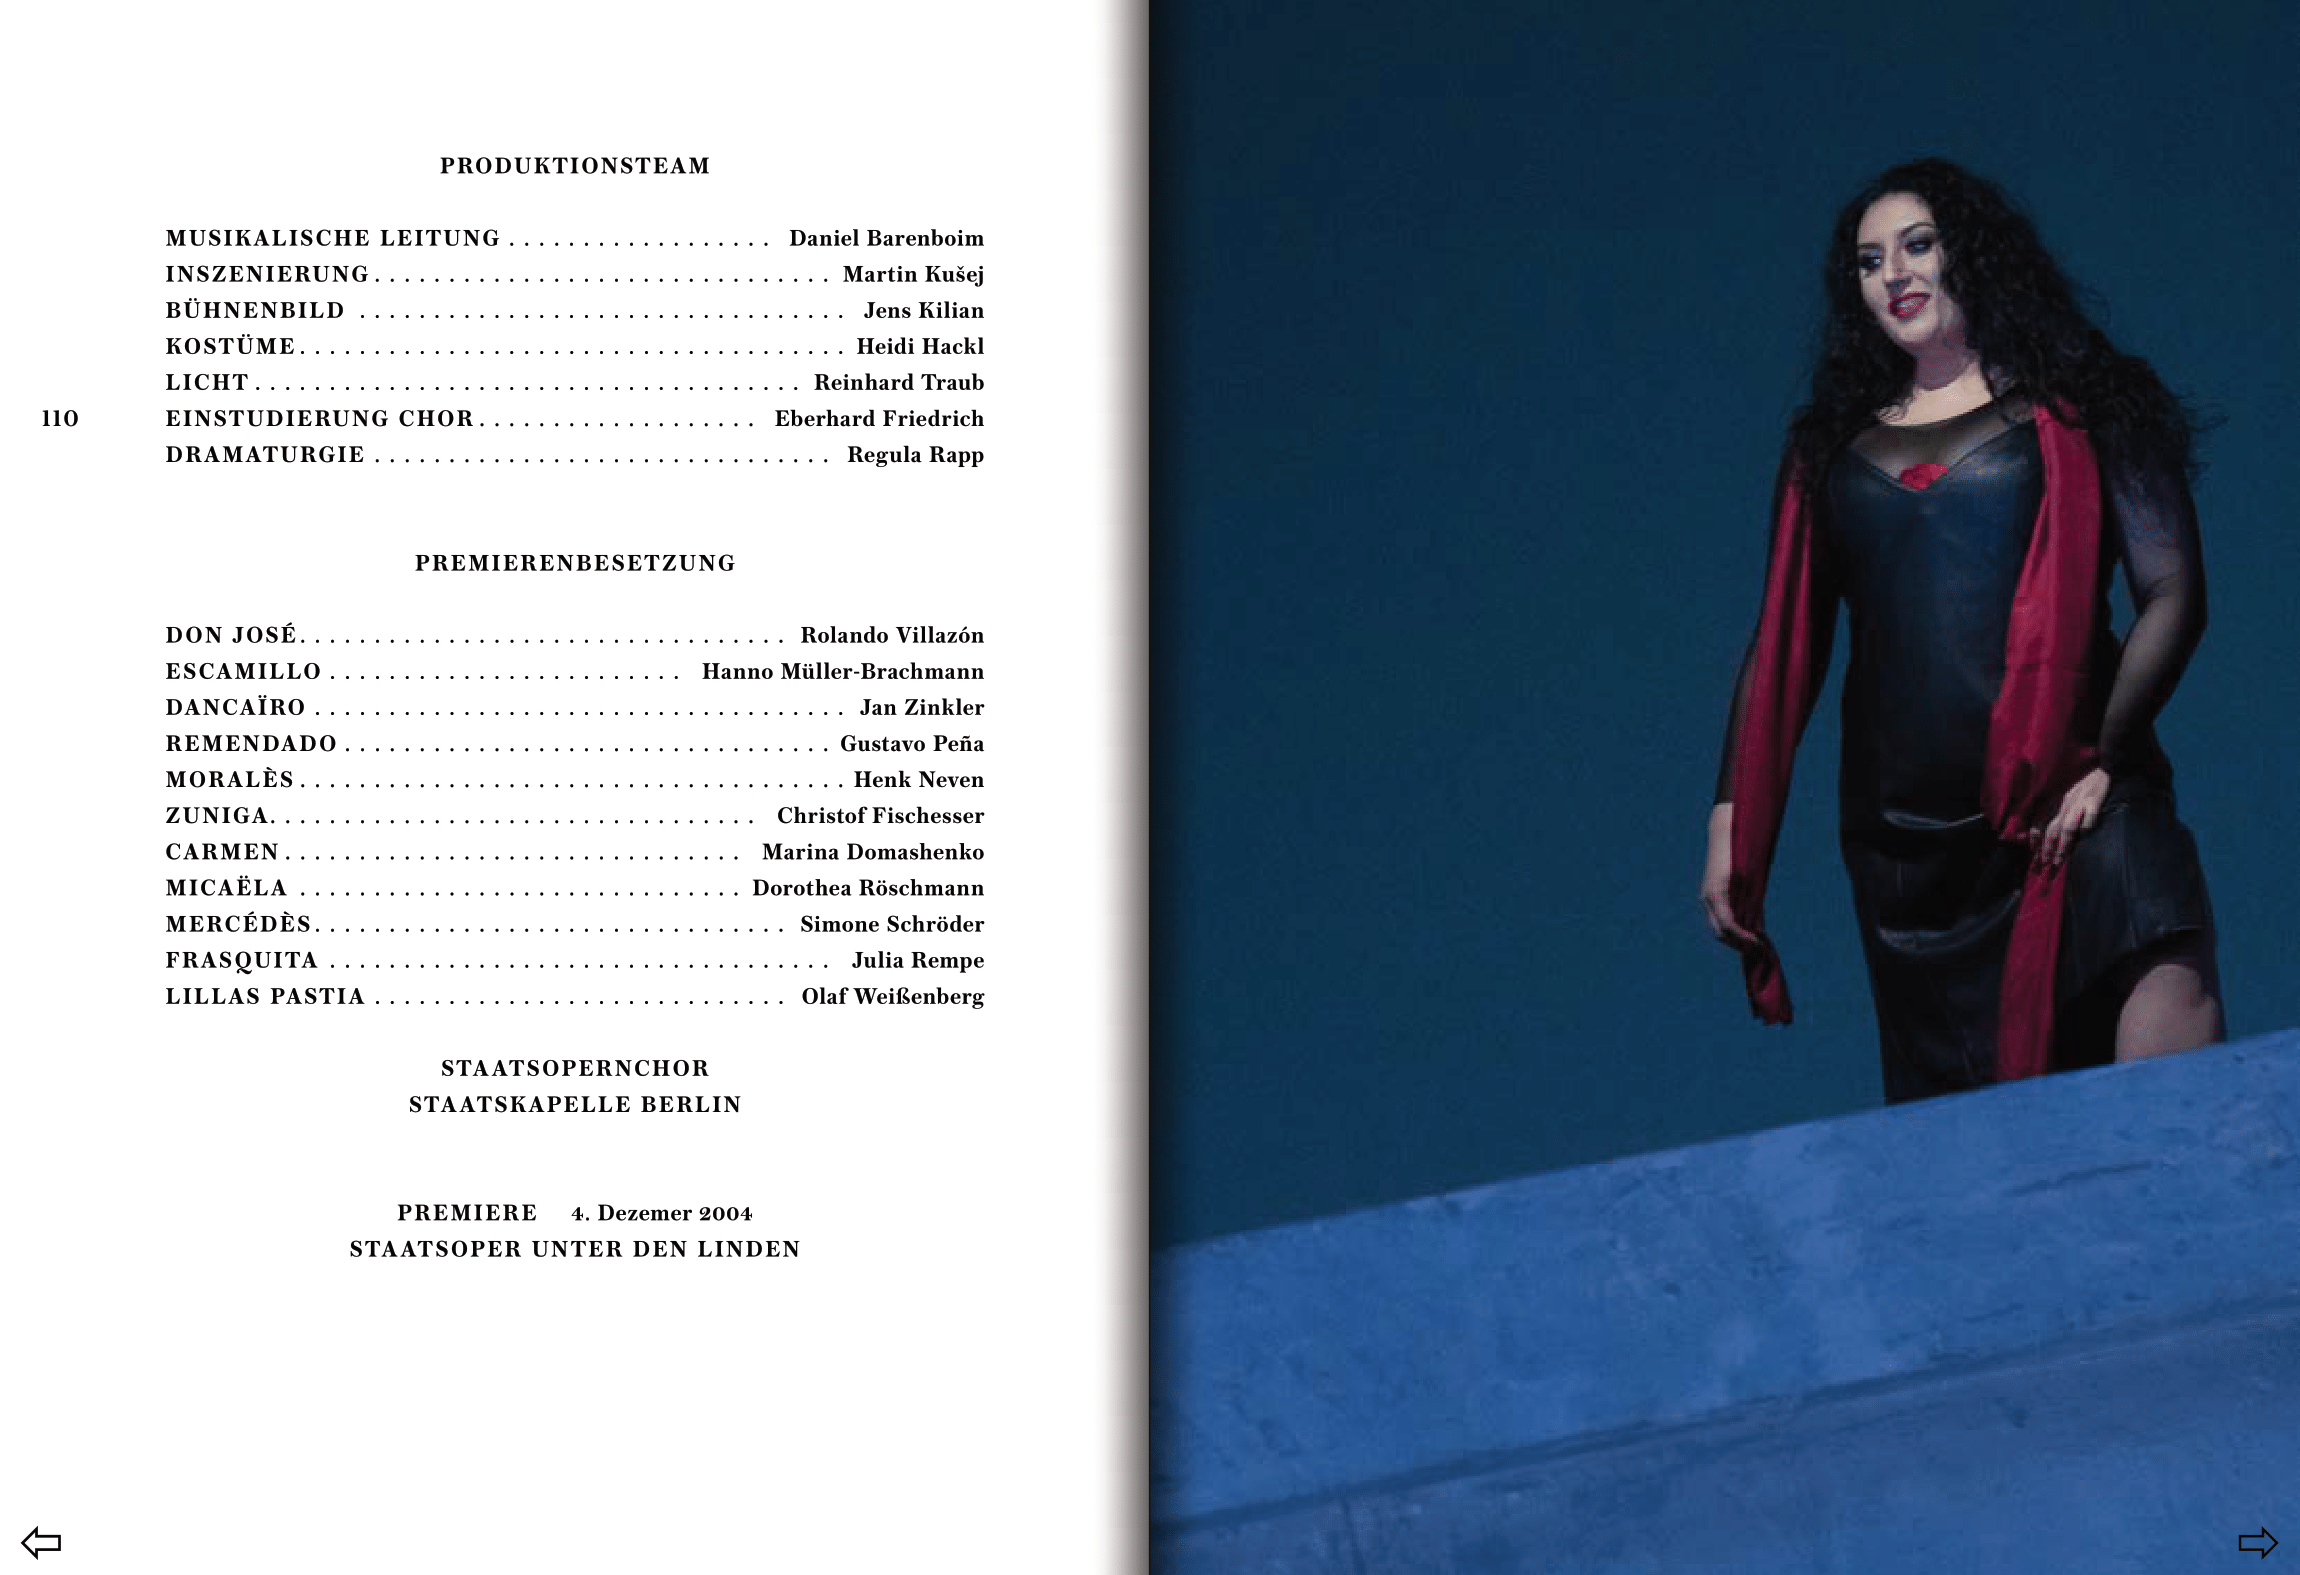 PRODUKTIONSTEAM
MUSIKALISCHE LEITUNG . . . . . . . . . . . . . . . . . . Daniel Barenboim
INSZENIERUNG . . . . . . . . . . . . . . . . . . . . . . . . . . . . . . . Martin Kušej
BÜHNENBILD . . . . . . . . . . . . . . . . . . . . . . . . . . . . . . . . . Jens Kilian
KOSTÜME . . . . . . . . . . . . . . . . . . . . . . . . . . . . . . . . . . . . . Heidi Hackl
LICHT . . . . . . . . . . . . . . . . . . . . . . . . . . . . . . . . . . . . . Reinhard Traub
110
EINSTUDIERUNG CHOR . . . . . . . . . . . . . . . . . . . Eberhard Friedrich
DRAMATURGIE . . . . . . . . . . . . . . . . . . . . . . . . . . . . . . . Regula Rapp
PREMIERENBESETZUNG
DON JOSÉ . . . . . . . . . . . . . . . . . . . . . . . . . . . . . . . . . Rolando Villazón
ESCAMILLO . . . . . . . . . . . . . . . . . . . . . . . . Hanno Müller-Brachmann
DANCAÏRO . . . . . . . . . . . . . . . . . . . . . . . . . . . . . . . . . . . . Jan Zinkler
REMENDADO . . . . . . . . . . . . . . . . . . . . . . . . . . . . . . . . . Gustavo Peña
MORALÈS . . . . . . . . . . . . . . . . . . . . . . . . . . . . . . . . . . . . . Henk Neven
ZUNIGA . . . . . . . . . . . . . . . . . . . . . . . . . . . . . . . . . Christof Fischesser
CARMEN . . . . . . . . . . . . . . . . . . . . . . . . . . . . . . . Marina Domashenko
MICAËLA . . . . . . . . . . . . . . . . . . . . . . . . . . . . . . Dorothea Röschmann
MERCÉDÈS . . . . . . . . . . . . . . . . . . . . . . . . . . . . . . . . Simone Schröder
FRASQUITA . . . . . . . . . . . . . . . . . . . . . . . . . . . . . . . . . . Julia Rempe
LILLAS PASTIA . . . . . . . . . . . . . . . . . . . . . . . . . . . . Olaf Weißenberg
STAATSOPERNCHOR
STAATSKAPELLE BERLIN
PREMIERE 4. Dezemer 2004
STAATSOPER UNTER DEN LINDEN